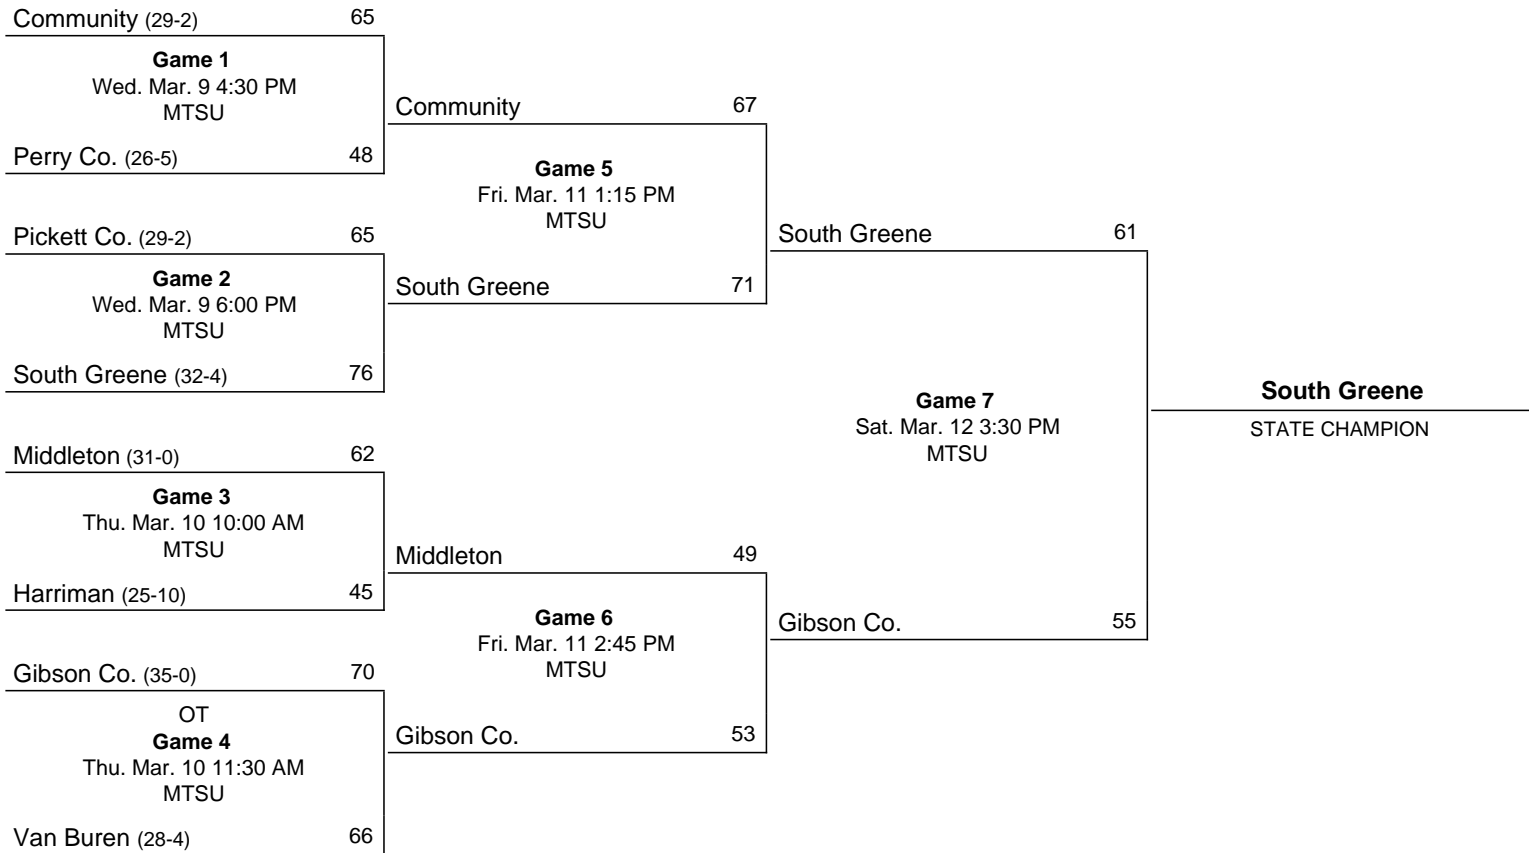 Community (29-2) 65
Game 1
Wed. Mar. 9 4:30 PM
MTSU
Perry Co. (26-5) 48
Pickett Co. (29-2) 65
Game 2
Wed. Mar. 9 6:00 PM
MTSU
South Greene (32-4) 76
Middleton (31-0) 62
Game 3
Thu. Mar. 10 10:00 AM
MTSU
Harriman (25-10) 45
Gibson Co. (35-0) 70
OT
Game 4
Thu. Mar. 10 11:30 AM
MTSU
Van Buren (28-4) 66
Community 67
Game 5
Fri. Mar. 11 1:15 PM
MTSU
South Greene 71
Middleton 49
Game 6
Fri. Mar. 11 2:45 PM
MTSU
Gibson Co. 53
South Greene 61
Game 7
Sat. Mar. 12 3:30 PM
MTSU
Gibson Co. 55
South Greene
STATE CHAMPION